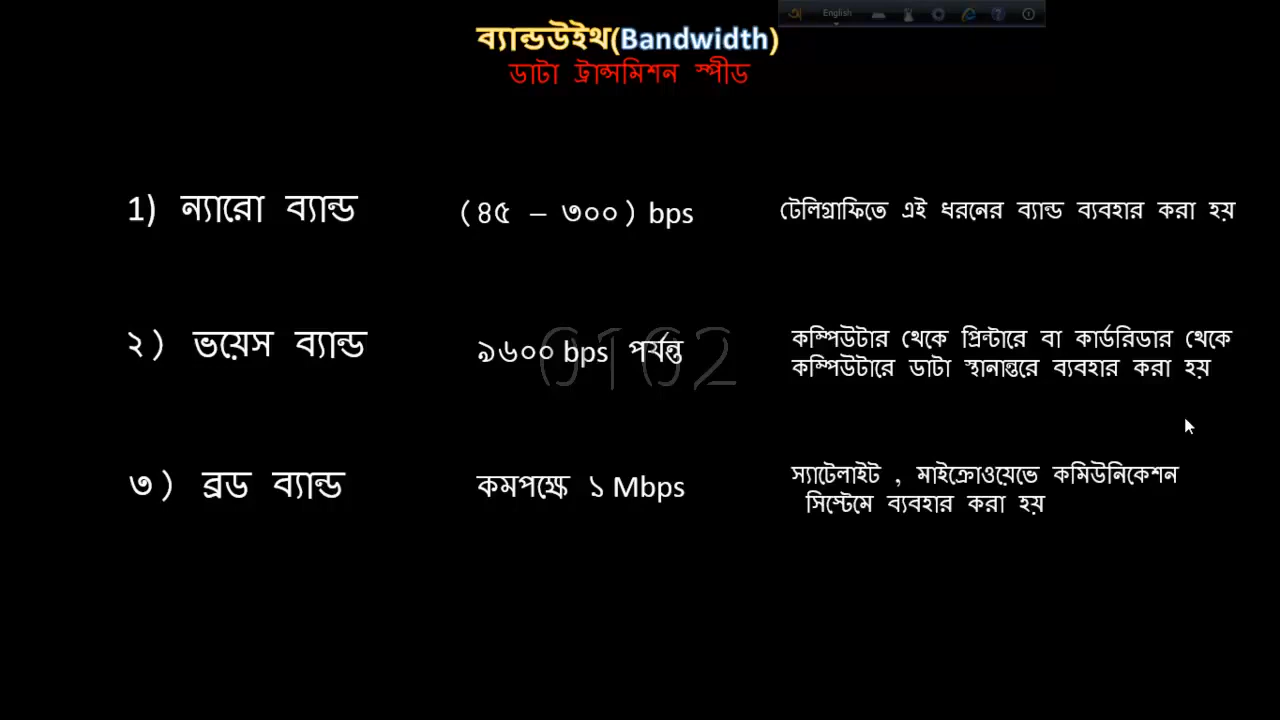 English
ব্যান্ডউইথ(Bandwidth)
ডাটা ট্রান্সমিশন স্পীড
1) ন্যারো ব্যান্ড (৪৫ – ৩০০) bps টেলিগ্রাফিতে এই ধরনের ব্যান্ড ব্যবহার করা হয়
২) ভয়েস ব্যান্ড ৯৬০০ bps পর্যন্ত কম্পিউটার থেকে প্রিন্টারে বা কার্ডরিডার থেকে
কম্পিউটারে ডাটা স্থানান্তরে ব্যবহার করা হয়
0102
৩) ব্রড ব্যান্ড কমপক্ষে ১ Mbps স্যাটেলাইট , মাইক্রোওয়েভে কমিউনিকেশন
সিস্টেমে ব্যবহার করা হয়